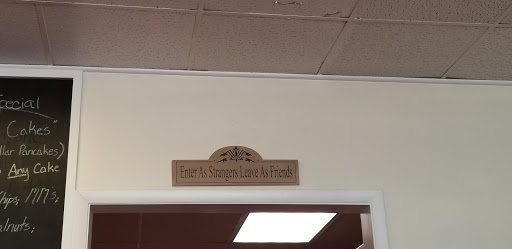 Special
Cakes"
llar Pancakes)
Any Cake
hips, M'M's,
alnuts,
Enter As Strangers Leave As Friends